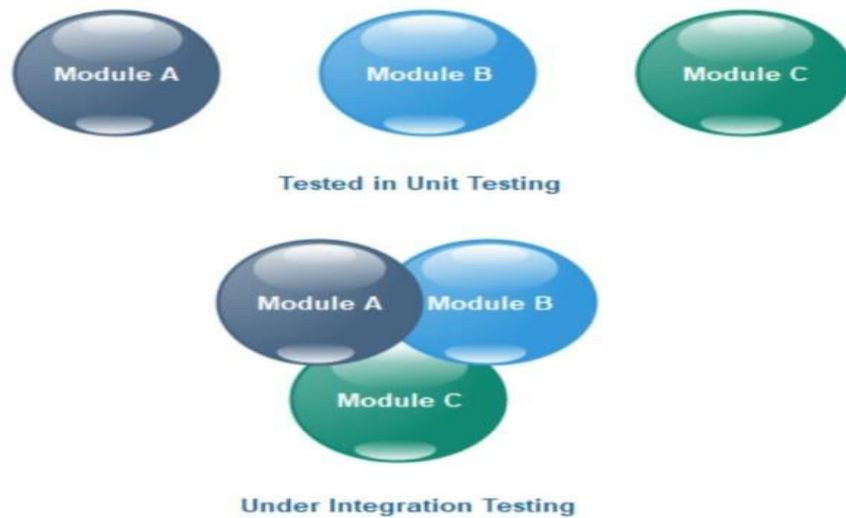 Module A
Module B
Module C
Tested in Unit Testing
Module A
Module B
Module C
Under Integration Testing